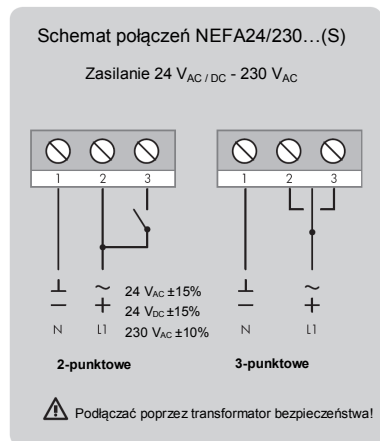 Schemat połączeń NEFA24/230…(S)
Zasilanie 24 VAC / DC - 230 VAC
1 2 3 1 2 3
⊥ ~ 24 VAC ±15% ⊥ ~
− + 24 VDC ±15% − +
N L1 230 VAC ±10% N L1
2-punktowe 3-punktowe
⚠ Podłączać poprzez transformator bezpieczeństwa!